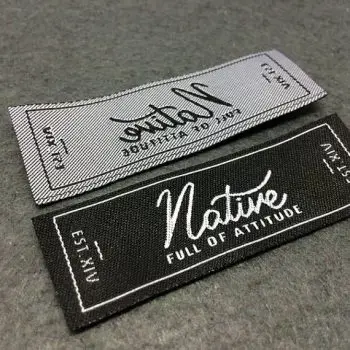 EST. XIV
Native
FULL OF ATTITUDE
EST. XIV
EST. XIV
Native
FULL OF ATTITUDE
EST. XIV